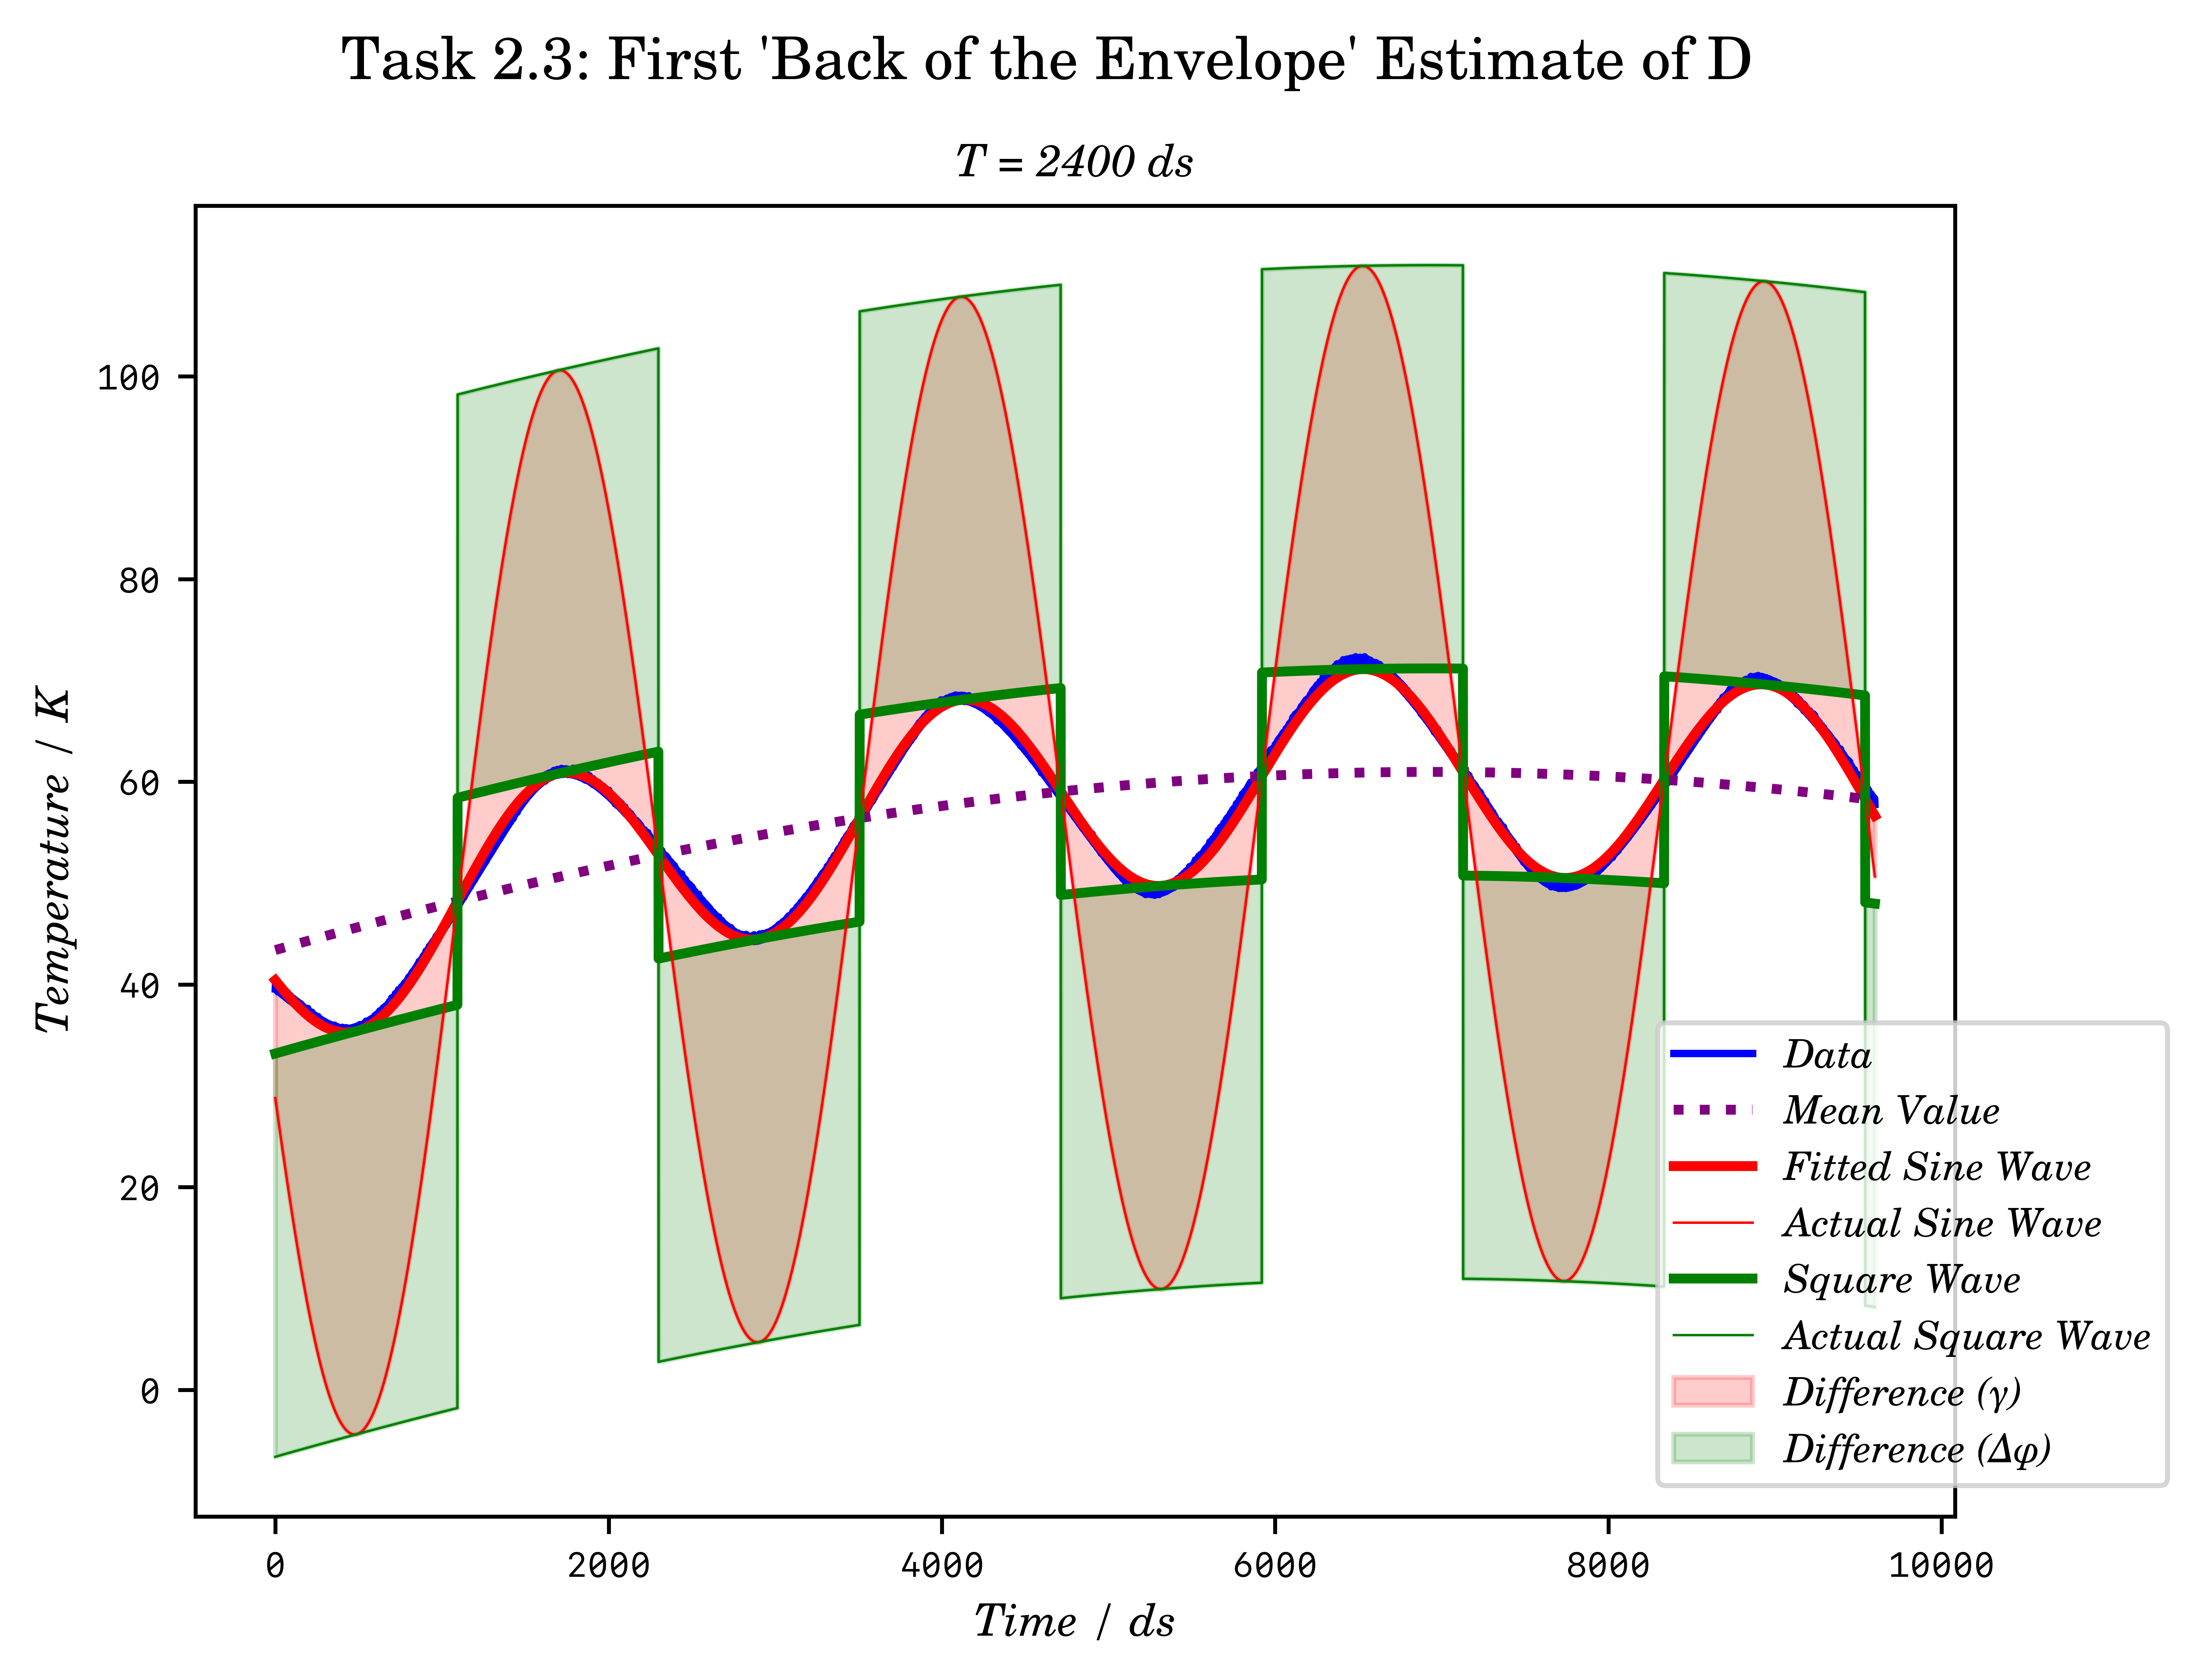 Task 2.3: First 'Back of the Envelope' Estimate of D
T = 2400 ds
Temperature / K
100
80
60
40
20
0
0 2000 4000 6000 8000 10000
Time / ds
Data
Mean Value
Fitted Sine Wave
Actual Sine Wave
Square Wave
Actual Square Wave
Difference (γ)
Difference (Δφ)